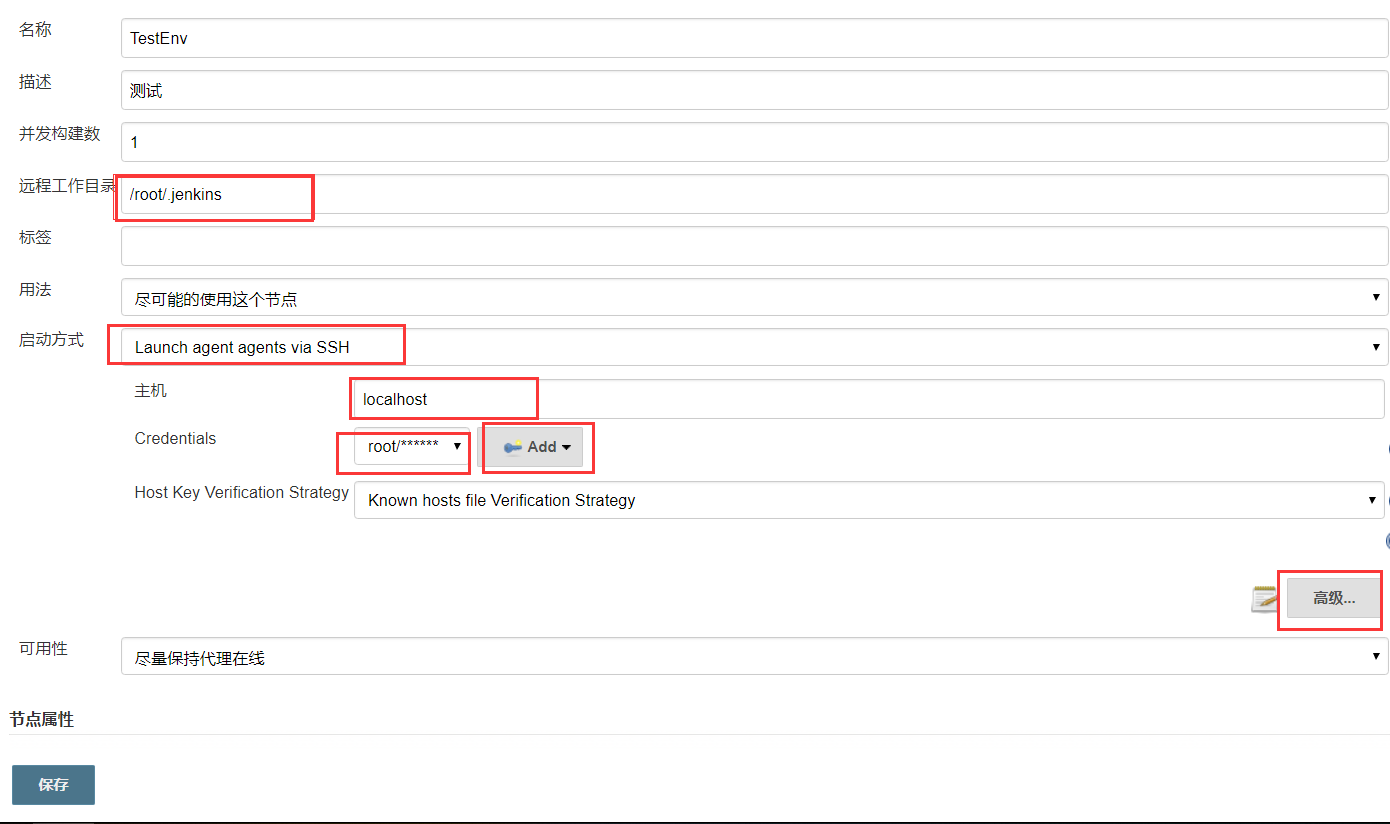 名称 TestEnv
描述 测试
并发构建数 1
远程工作目录 /root/.jenkins
标签
用法 尽可能的使用这个节点
启动方式 Launch agent agents via SSH
主机 localhost
Credentials root/****** Add
Host Key Verification Strategy Known hosts file Verification Strategy
高级...
可用性 尽量保持代理在线
节点属性
保存